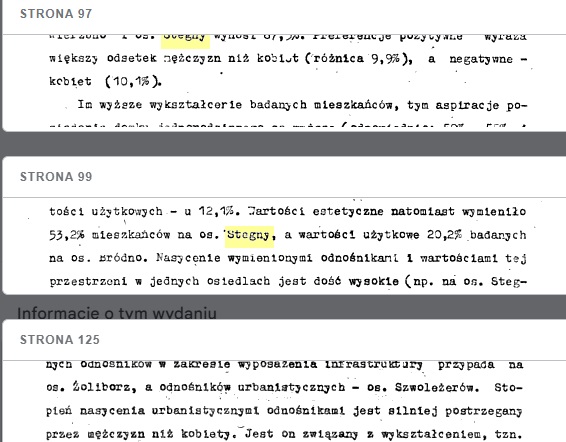 STRONA 97
os. Stegny wynosi 87,5%. Preferencje pozytywne wyraża
większy odsetek mężczyzn niż kobiet (różnica 9,9%), a negatywne -
kobiet (10,1%).
Im wyższe wykształcenie badanych mieszkańców, tym aspiracje po-
STRONA 99
tości użytkowych - u 12,1%. Wartości estetyczne natomiast wymieniło
53,2% mieszkańców na os. Stegny, a wartości użytkowe 20,2% badanych
na os. Bródno. Nasycenie wymienionymi odnośnikami i wartościami tej
przestrzeni w jednych osiedlach jest dość wysokie (np. na os. Steg-
Informacje o tym wydaniu
STRONA 125
nych odnośników w zakresie wyposażenia infrastruktury przypada na
os. Żoliborz, a odnośników urbanistycznych - os. Szwoleżerów. Sto-
pień nasycenia urbanistycznymi odnośnikami jest silniej postrzegany
przez mężczyzn niż kobiety. Jest on związany z wykształceniem, tzn.